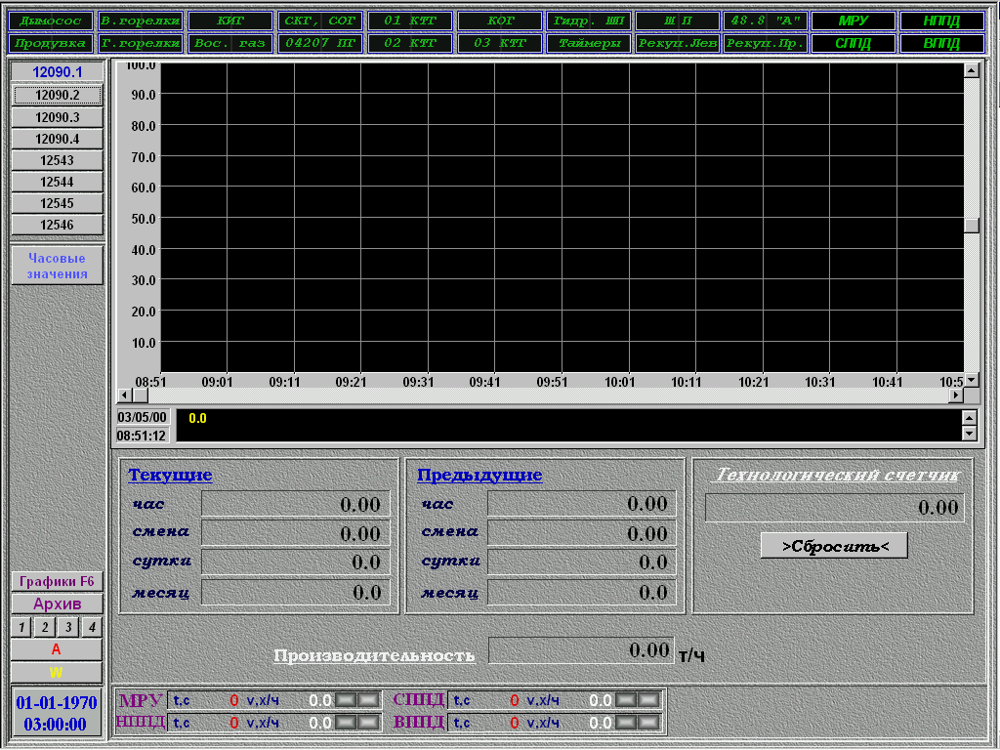 Дымосос В.горелки КИГ СКГ, СОГ 01 КТГ КОГ Гидр. ШП Ш П 48.8 "А" МРУ НППД
Продувка Г.горелки Вос. газ 04207 ПГ 02 КТГ 03 КТГ Таймеры Рекуп.Лев Рекуп.Пр. СППД ВППД
12090.1
12090.2
12090.3
12090.4
12543
12544
12545
12546
Часовые
значения
100.0
90.0
80.0
70.0
60.0
50.0
40.0
30.0
20.0
10.0
08:51 09:01 09:11 09:21 09:31 09:41 09:51 10:01 10:11 10:21 10:31 10:41 10:5
03/05/00 0.0
08:51:12
Текущие
час 0.00
смена 0.00
сутки 0.0
месяц 0.0
Предыдущие
час 0.00
смена 0.00
сутки 0.0
месяц 0.0
Технологический счетчик
0.00
>Сбросить<
Производительность 0.00 т/ч
Графики F6
Архив
1 2 3 4
A
W
01-01-1970
03:00:00
МРУ t,c 0 v,x/ч 0.0 СППД t,c 0 v,x/ч 0.0
НППД t,c 0 v,x/ч 0.0 ВППД t,c 0 v,x/ч 0.0